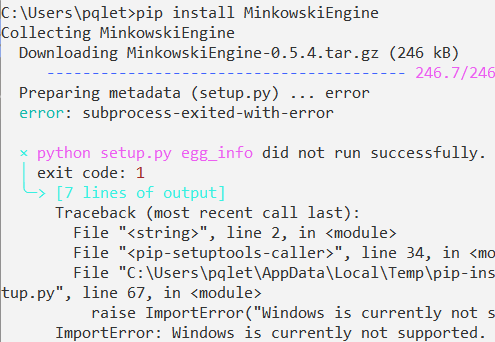 C:\Users\pqlet>pip install MinkowskiEngine
Collecting MinkowskiEngine
Downloading MinkowskiEngine-0.5.4.tar.gz (246 kB)
---------------------------------------- 246.7/246
Preparing metadata (setup.py) ... error
error: subprocess-exited-with-error
× python setup.py egg_info did not run successfully.
│ exit code: 1
╰─> [7 lines of output]
Traceback (most recent call last):
File "<string>", line 2, in <module>
File "<pip-setuptools-caller>", line 34, in <mo
File "C:\Users\pqlet\AppData\Local\Temp\pip-ins
tup.py", line 67, in <module>
raise ImportError("Windows is currently not s
ImportError: Windows is currently not supported.